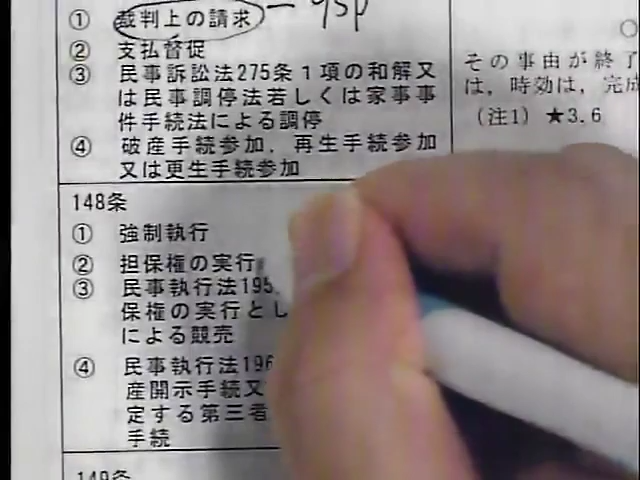 ① 裁判上の請求
② 支払督促
③ 民事訴訟法275条1項の和解又
は民事調停法若しくは家事事
件手続法による調停
④ 破産手続参加,再生手続参加
又は更生手続参加
その事由が終了
は,時効は,完成
(注1) ★3.6
148条
① 強制執行
② 担保権の実行
③ 民事執行法195
保権の実行とし
による競売
④ 民事執行法196
産開示手続又
定する第三者
手続
149条